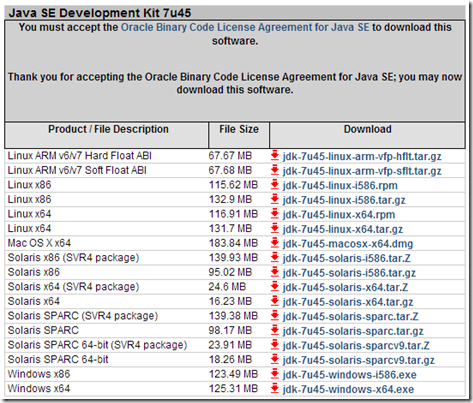 Java SE Development Kit 7u45
You must accept the Oracle Binary Code License Agreement for Java SE to download this
software.
Thank you for accepting the Oracle Binary Code License Agreement for Java SE; you may now
download this software.
Product / File Description File Size Download
Linux ARM v6/v7 Hard Float ABI 67.67 MB jdk-7u45-linux-arm-vfp-hflt.tar.gz
Linux ARM v6/v7 Soft Float ABI 67.68 MB jdk-7u45-linux-arm-vfp-sflt.tar.gz
Linux x86 115.62 MB jdk-7u45-linux-i586.rpm
Linux x86 132.9 MB jdk-7u45-linux-i586.tar.gz
Linux x64 116.91 MB jdk-7u45-linux-x64.rpm
Linux x64 131.7 MB jdk-7u45-linux-x64.tar.gz
Mac OS X x64 183.84 MB jdk-7u45-macosx-x64.dmg
Solaris x86 (SVR4 package) 139.93 MB jdk-7u45-solaris-i586.tar.Z
Solaris x86 95.02 MB jdk-7u45-solaris-i586.tar.gz
Solaris x64 (SVR4 package) 24.6 MB jdk-7u45-solaris-x64.tar.Z
Solaris x64 16.23 MB jdk-7u45-solaris-x64.tar.gz
Solaris SPARC (SVR4 package) 139.38 MB jdk-7u45-solaris-sparc.tar.Z
Solaris SPARC 98.17 MB jdk-7u45-solaris-sparc.tar.gz
Solaris SPARC 64-bit (SVR4 package) 23.91 MB jdk-7u45-solaris-sparcv9.tar.Z
Solaris SPARC 64-bit 18.26 MB jdk-7u45-solaris-sparcv9.tar.gz
Windows x86 123.49 MB jdk-7u45-windows-i586.exe
Windows x64 125.31 MB jdk-7u45-windows-x64.exe